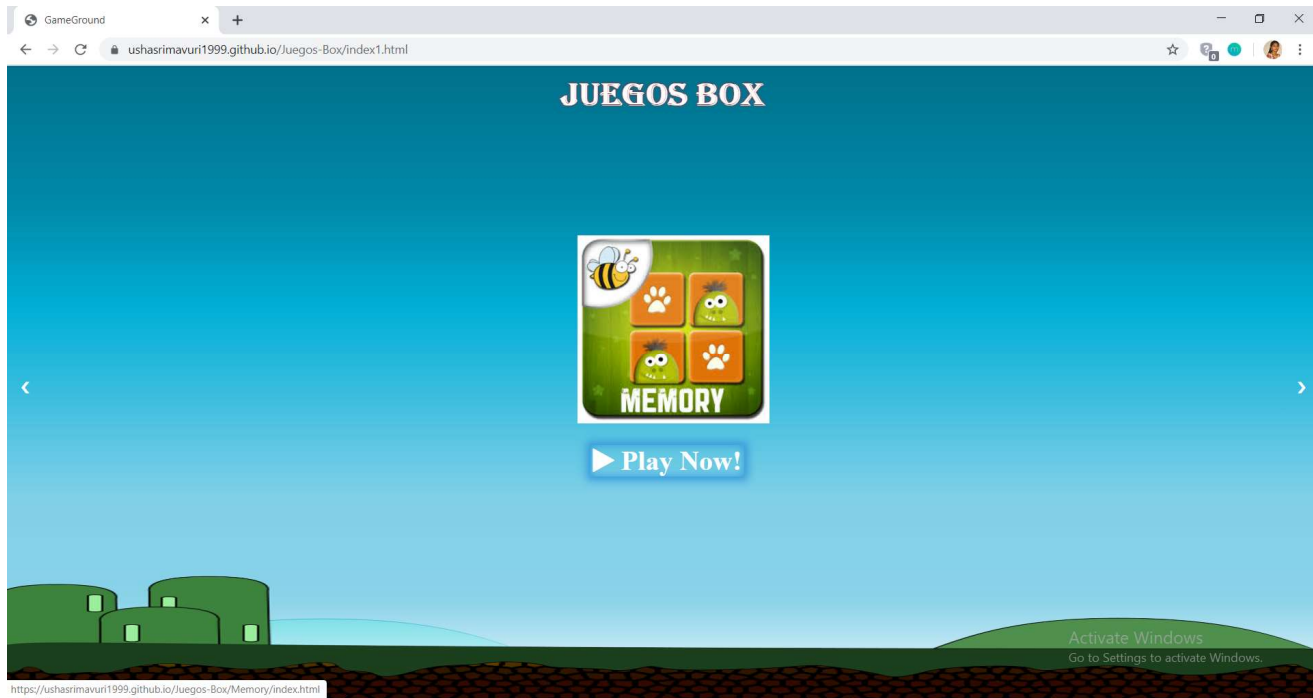 GameGround
ushasrimavuri1999.github.io/Juegos-Box/index1.html
0
JUEGOS BOX
MEMORY
▶ Play Now!
Activate Windows
Go to Settings to activate Windows.
https://ushasrimavuri1999.github.io/Juegos-Box/Memory/index.html